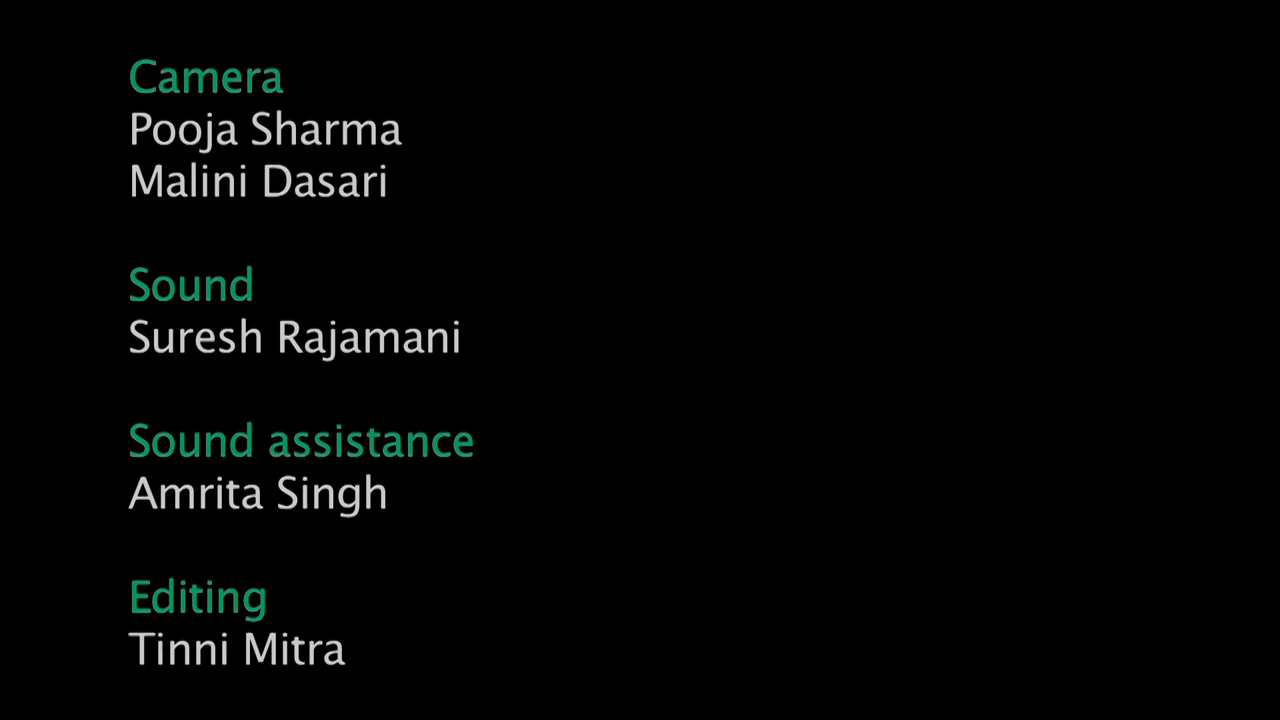 Camera
Pooja Sharma
Malini Dasari
Sound
Suresh Rajamani
Sound assistance
Amrita Singh
Editing
Tinni Mitra